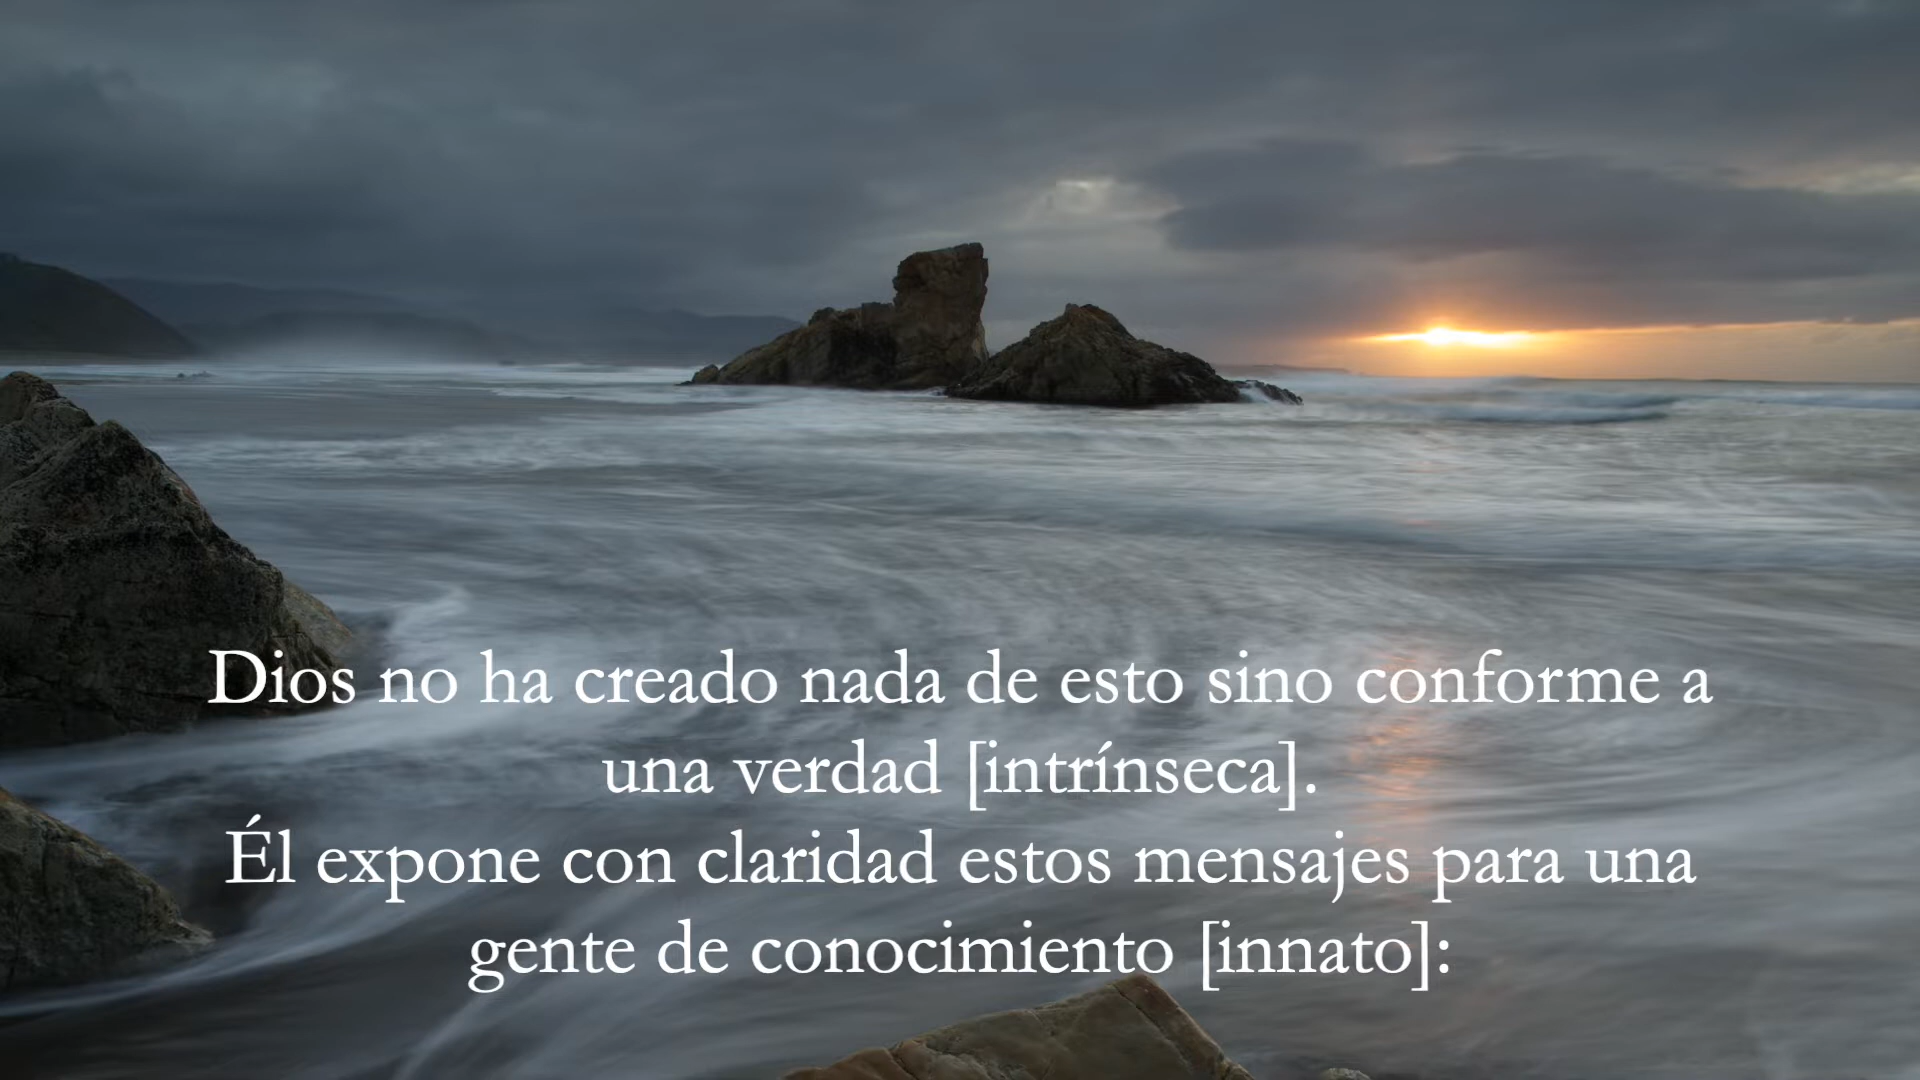 Dios no ha creado nada de esto sino conforme a
una verdad [intrínseca].
Él expone con claridad estos mensajes para una
gente de conocimiento [innato]: